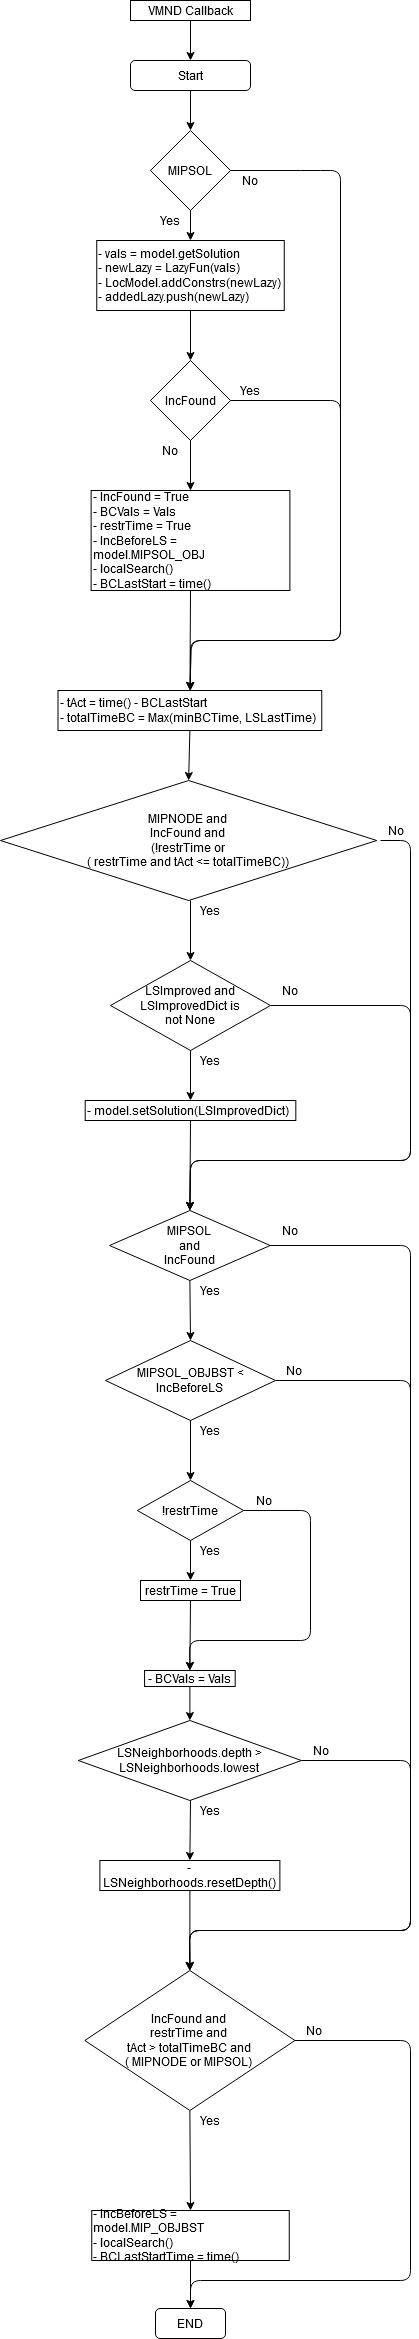 VMND Callback
Start
MIPSOL
No
Yes
- vals = model.getSolution
- newLazy = LazyFun(vals)
- LocModel.addConstrs(newLazy)
- addedLazy.push(newLazy)
IncFound
Yes
No
- IncFound = True
- BCVals = Vals
- restrTime = True
- IncBeforeLS =
model.MIPSOL_OBJ
- localSearch()
- BCLastStart = time()
- tAct = time() - BCLastStart
- totalTimeBC = Max(minBCTime, LSLastTime)
MIPNODE and
IncFound and
(!restrTime or
( restrTime and tAct <= totalTimeBC))
No
Yes
LSImproved and
LSImprovedDict is
not None
No
Yes
- model.setSolution(LSImprovedDict)
MIPSOL
and
IncFound
No
Yes
MIPSOL_OBJBST <
IncBeforeLS
No
Yes
!restrTime
No
Yes
restrTime = True
- BCVals = Vals
LSNeighborhoods.depth >
LSNeighborhoods.lowest
No
Yes
-
LSNeighborhoods.resetDepth()
IncFound and
restrTime and
tAct > totalTimeBC and
( MIPNODE or MIPSOL)
No
Yes
- IncBeforeLS =
model.MIP_OBJBST
- localSearch()
- BCLastStartTime = time()
END